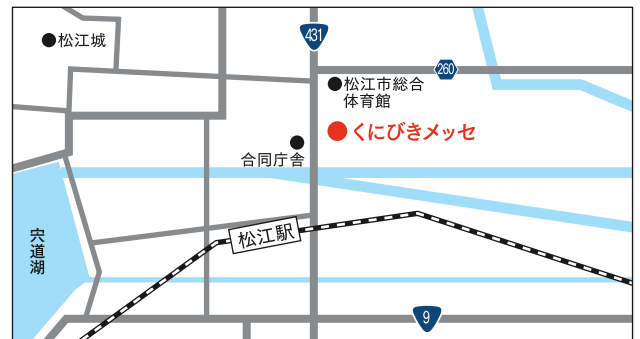 431
松江城
260
松江市総合
体育館
くにびきメッセ
合同庁舎
松江駅
宍道湖
9